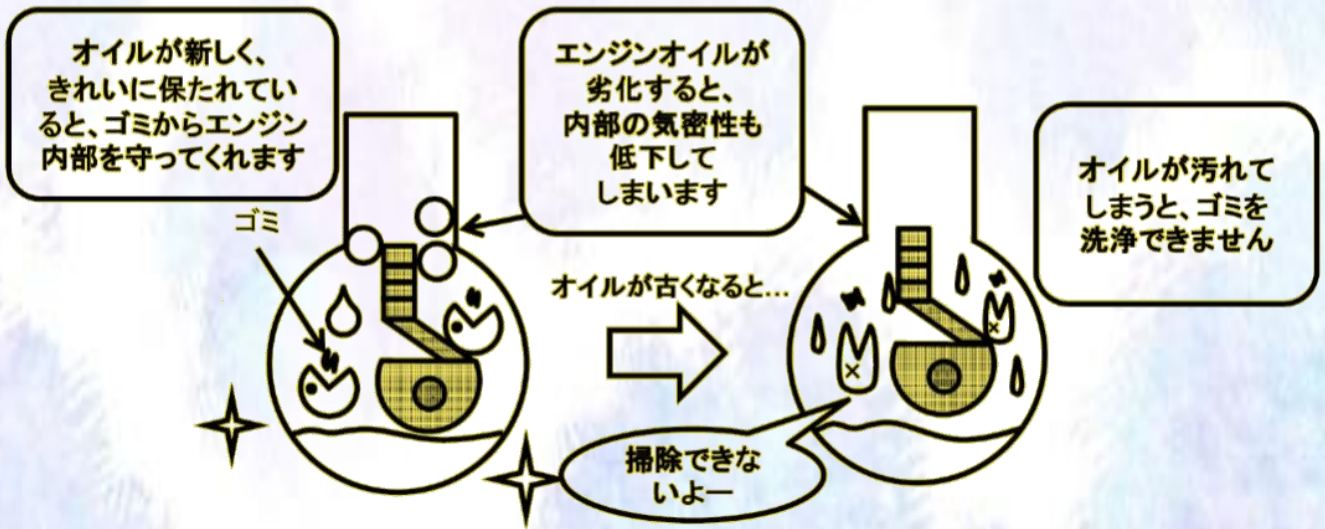 オイルが新しく、
きれいに保たれてい
ると、ゴミからエンジン
内部を守ってくれます
エンジンオイルが
劣化すると、
内部の気密性も
低下して
しまいます
オイルが汚れて
しまうと、ゴミを
洗浄できません
ゴミ
オイルが古くなると…
掃除できな
いよー